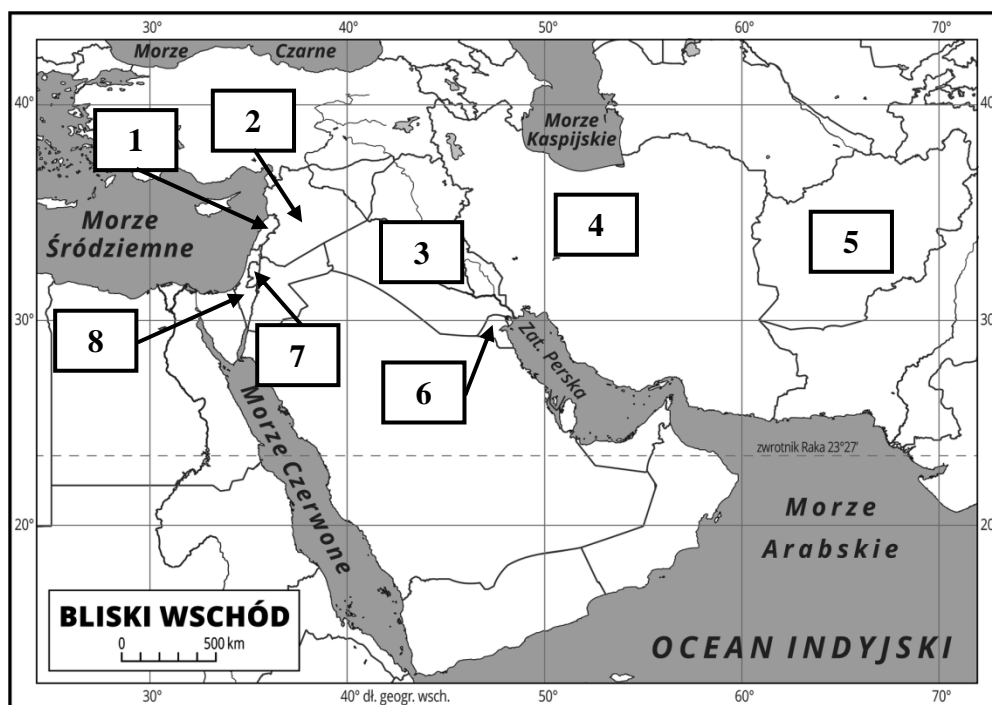 30° 40° 50° 60° 70°
Morze Czarne
40° 40°
1
2
Morze
Kaspijskie
Morze
Śródziemne
3
4
5
30° 30°
8
7
6
Zat. Perska
Morze Czerwone
zwrotnik Raka 23°27'
20° 20°
Morze
Arabskie
BLISKI WSCHÓD
0 500 km
OCEAN INDYJSKI
30° 40° dł. geogr. wsch. 50° 60° 70°